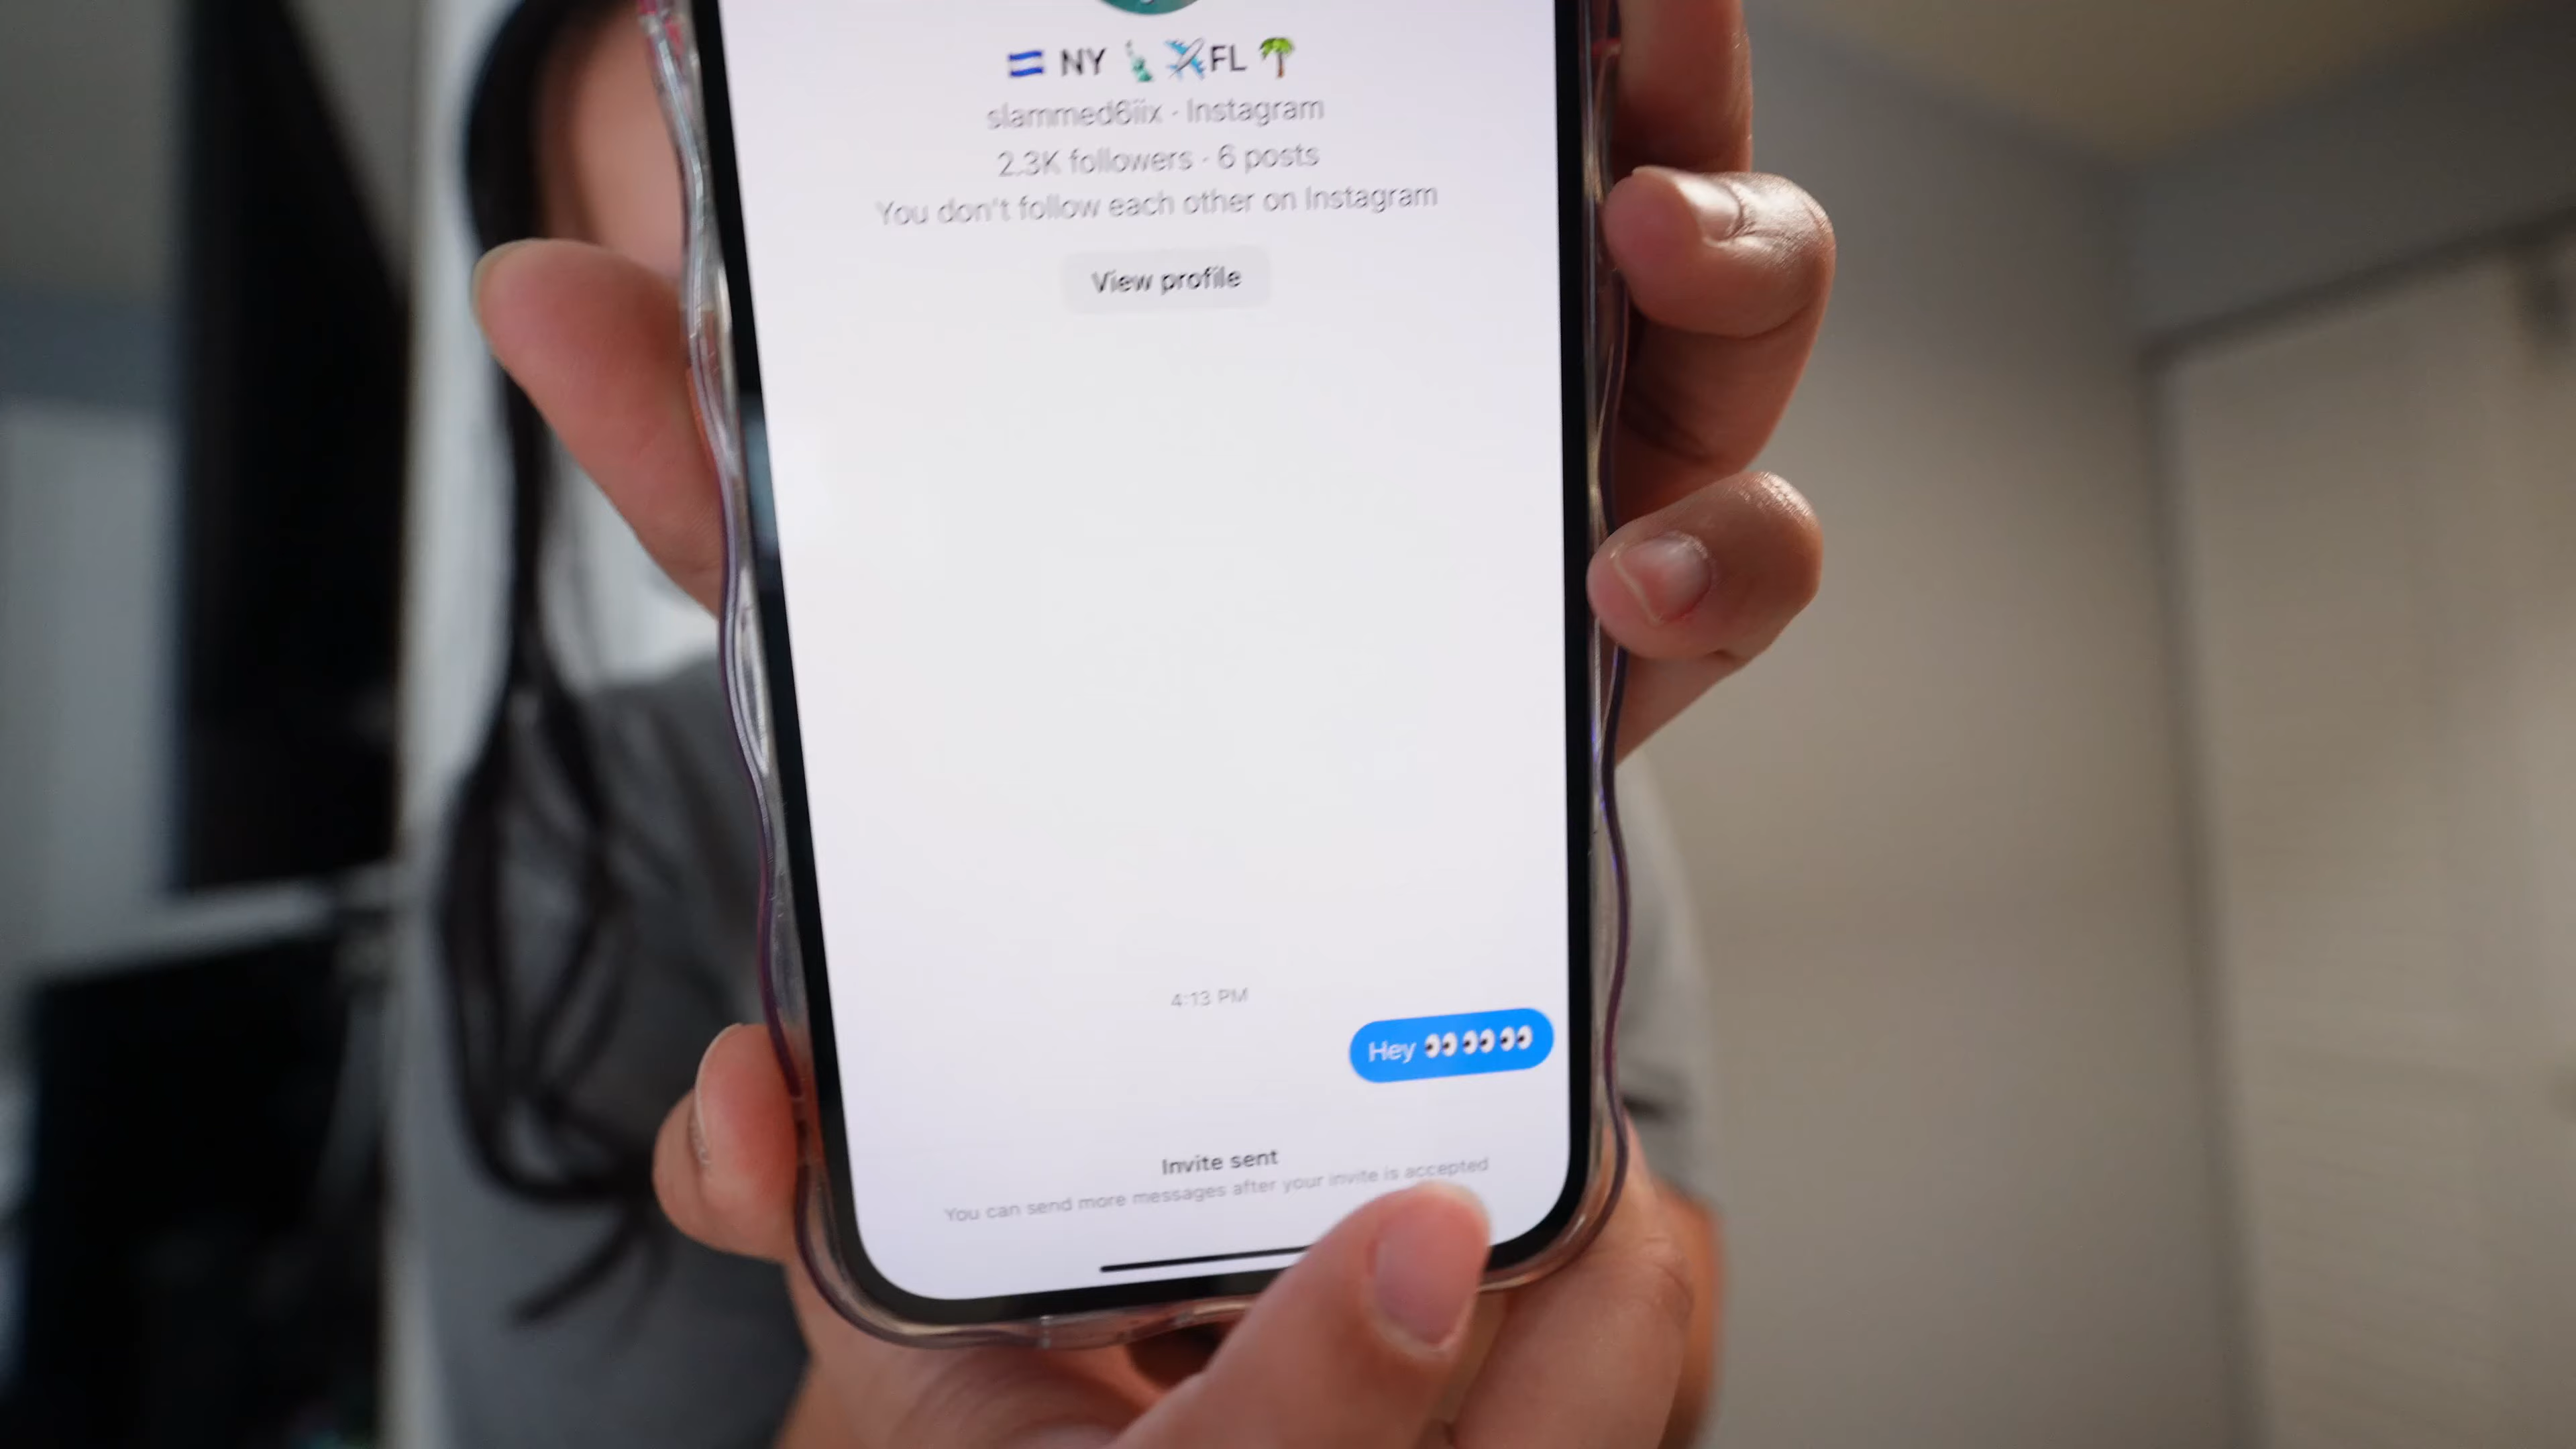 NY FL
slammed6iix · Instagram
2.3K followers · 6 posts
You don't follow each other on Instagram
View profile
4:13 PM
Hey 👀👀👀
Invite sent
You can send more messages after your invite is accepted